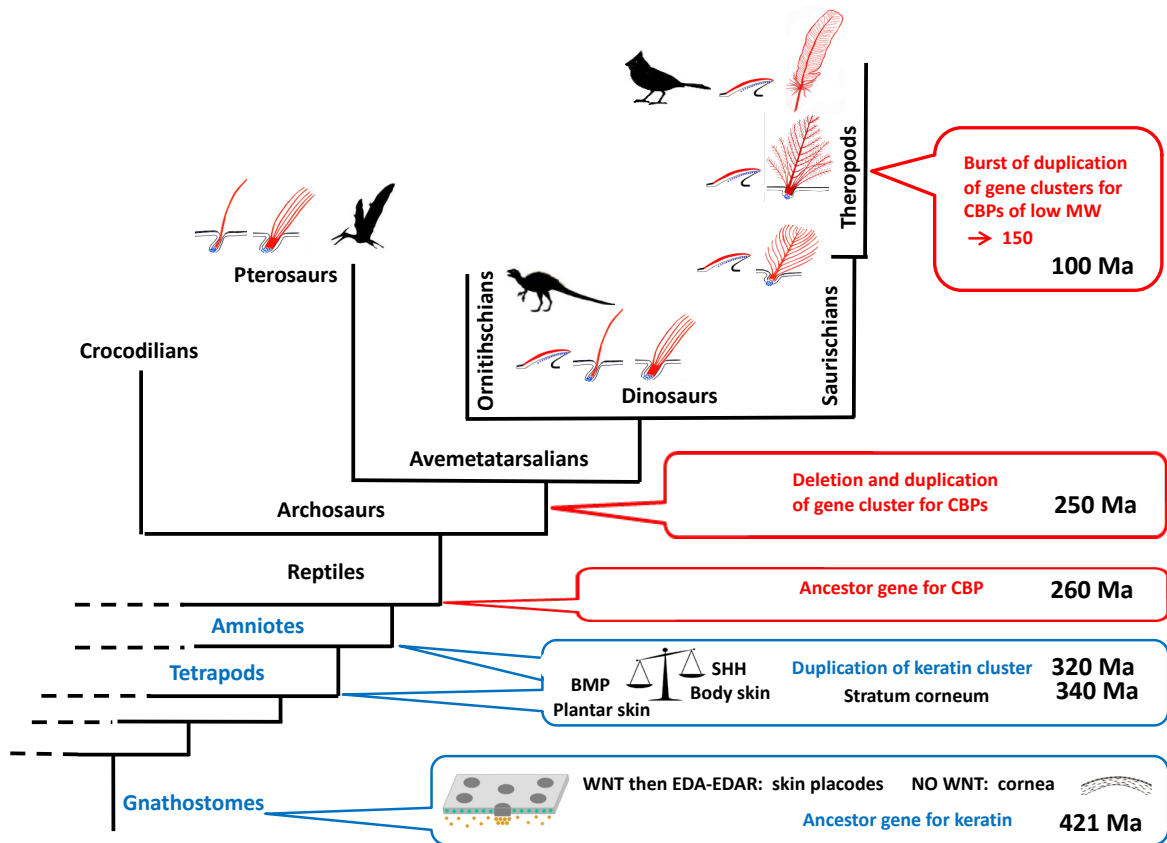 Theropods
Burst of duplication
of gene clusters for
CBPs of low MW
→ 150
100 Ma
Pterosaurs
Crocodilians
Ornitihschians
Saurischians
Dinosaurs
Avemetatarsalians
Archosaurs
Deletion and duplication
of gene cluster for CBPs
250 Ma
Reptiles
Ancestor gene for CBP
260 Ma
Amniotes
Tetrapods
BMP
Plantar skin
SHH
Body skin
Duplication of keratin cluster
320 Ma
Stratum corneum
340 Ma
Gnathostomes
WNT then EDA-EDAR: skin placodes
NO WNT: cornea
Ancestor gene for keratin
421 Ma